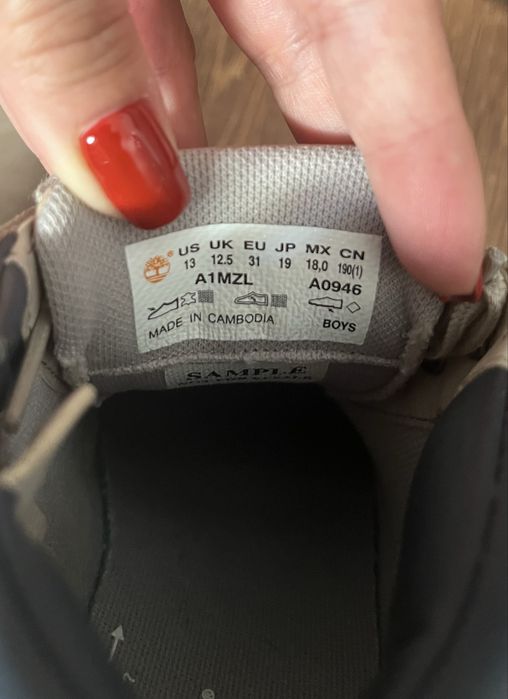 US UK EU JP MX CN
13 12.5 31 19 18,0 190(1)
A1MZL A0946
MADE IN CAMBODIA BOYS
SAMPLE